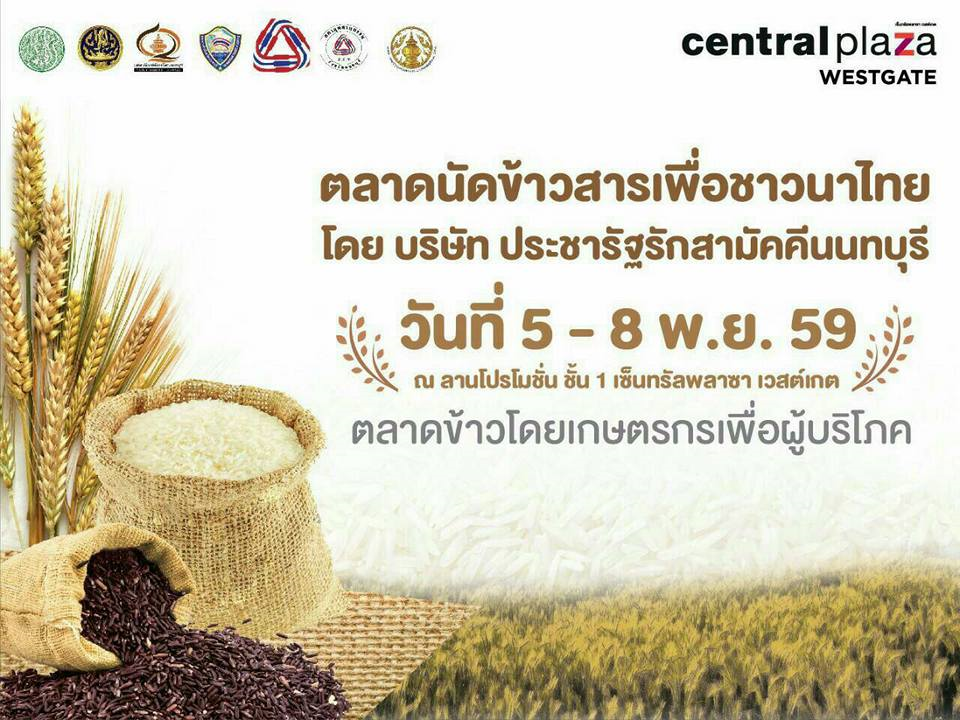 centralplaza
WESTGATE
ตลาดนัดข้าวสารเพื่อชาวนาไทย
โดย บริษัท ประชารัฐรักสามัคคีนนทบุรี
วันที่ 5 - 8 พ.ย. 59
ณ ลานโปรโมชั่น ชั้น 1 เซ็นทรัลพลาซา เวสต์เกต
ตลาดข้าวโดยเกษตรกรเพื่อผู้บริโภค